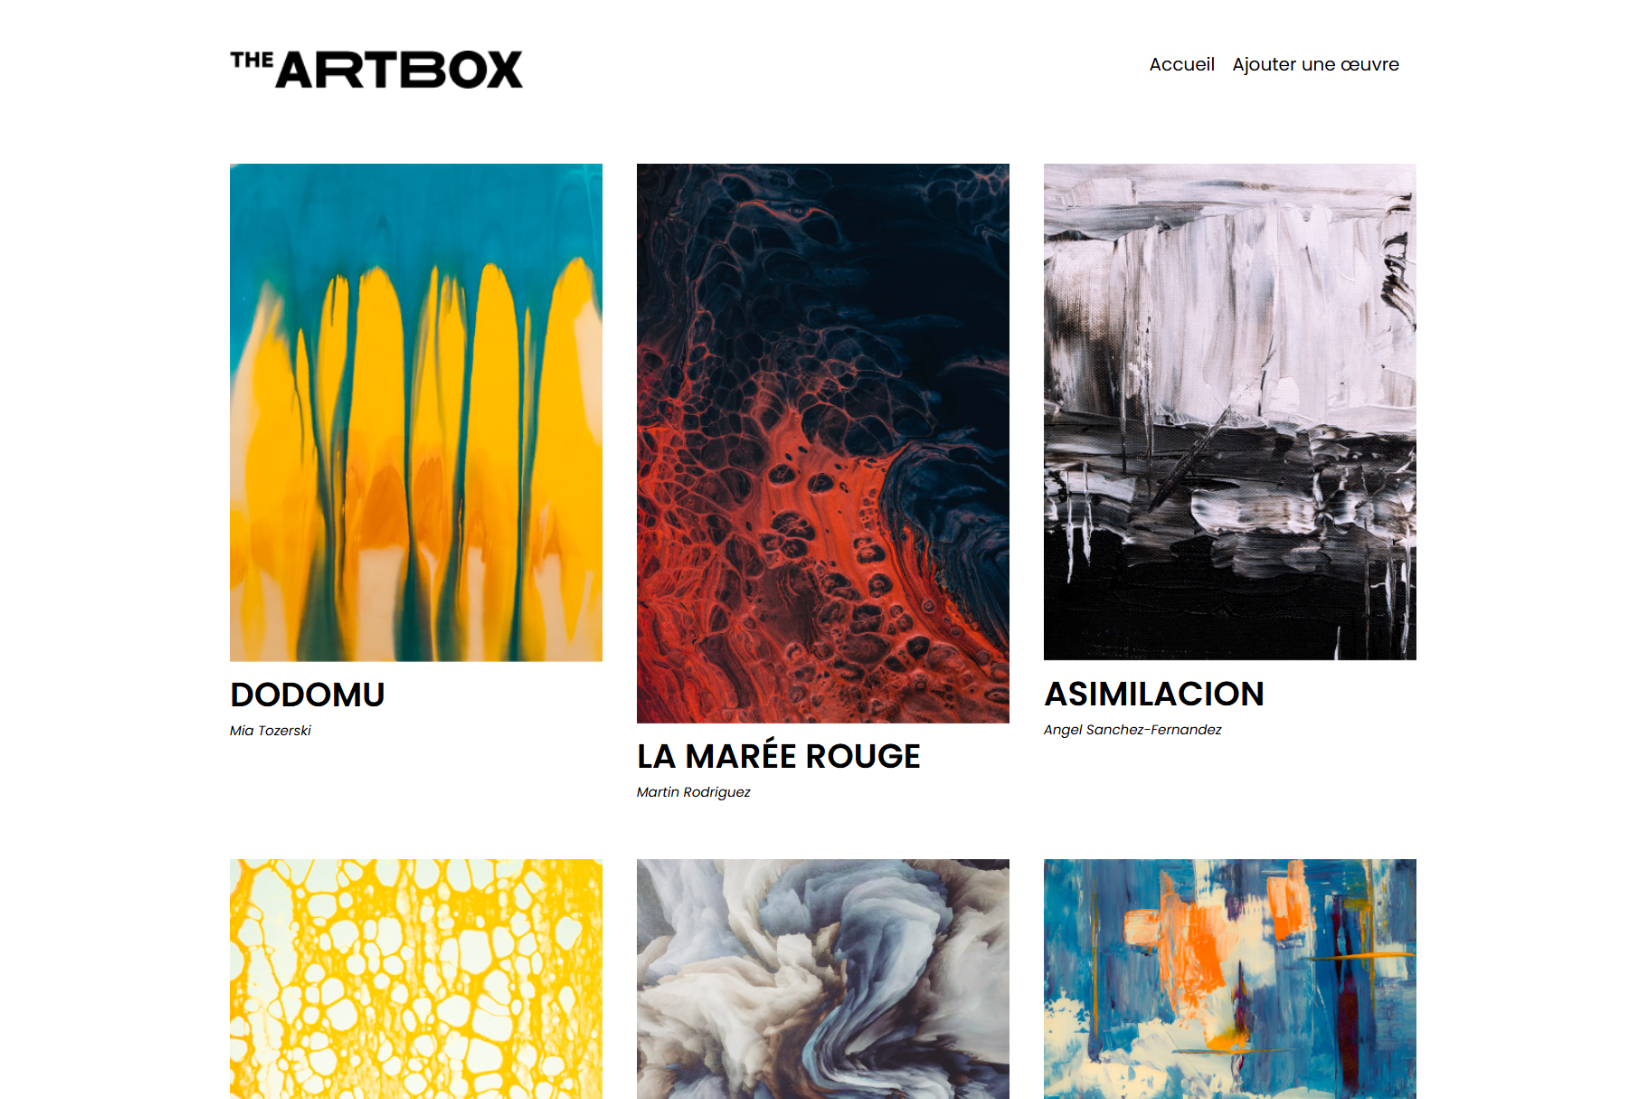 THE ARTBOX
Accueil Ajouter une œuvre
DODOMU
Mia Tozerski
LA MARÉE ROUGE
Martin Rodriguez
ASIMILACION
Angel Sanchez-Fernandez